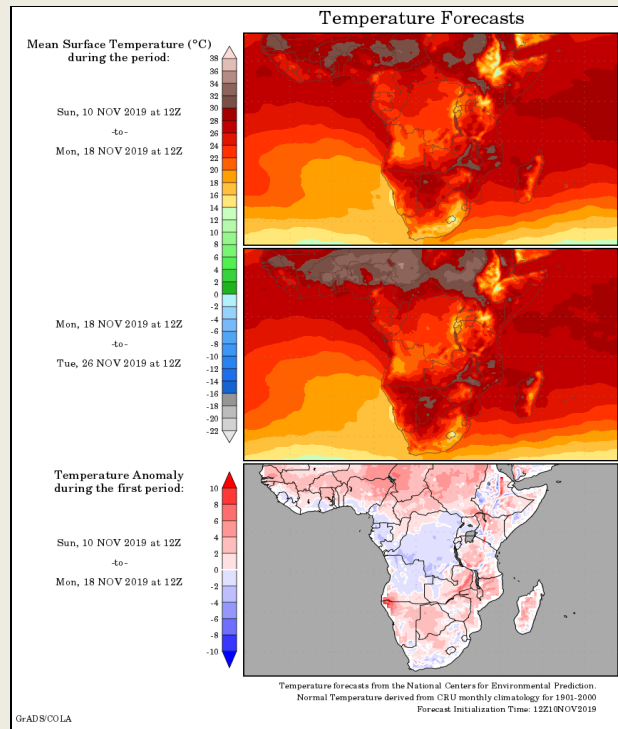 Temperature Forecasts
Mean Surface Temperature (°C)
during the period:
Sun, 10 NOV 2019 at 12Z
-to-
Mon, 18 NOV 2019 at 12Z
38
36
34
32
30
28
26
24
22
20
18
16
14
12
10
8
6
4
2
0
-2
-4
-6
-8
-10
-12
-14
-16
-18
-20
-22
Mon, 18 NOV 2019 at 12Z
-to-
Tue, 26 NOV 2019 at 12Z
Temperature Anomaly
during the first period:
Sun, 10 NOV 2019 at 12Z
-to-
Mon, 18 NOV 2019 at 12Z
10
8
6
4
2
0
-2
-4
-6
-8
-10
Temperature forecasts from the National Centers for Environmental Prediction.
Normal Temperature derived from CRU monthly climatology for 1901-2000
Forecast Initialization Time: 12Z10NOV2019
GrADS/COLA